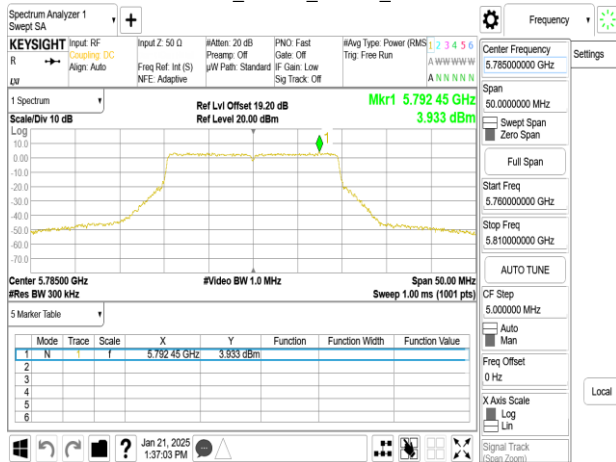 Spectrum Analyzer 1
Swept SA
+
Frequency
KEYSIGHT
R
LXI
Input: RF
Coupling: DC
Align: Auto
Input Z: 50 Ω
Freq Ref: Int (S)
NFE: Adaptive
#Atten: 20 dB
Preamp: Off
µW Path: Standard
PNO: Fast
Gate: Off
IF Gain: Low
Sig Track: Off
#Avg Type: Power (RMS
Trig: Free Run
1 2 3 4 5 6
A W W W W W
A N N N N N
Center Frequency
5.785000000 GHz
Settings
Span
50.0000000 MHz
Swept Span
Zero Span
Full Span
Start Freq
5.760000000 GHz
Stop Freq
5.810000000 GHz
AUTO TUNE
CF Step
5.000000 MHz
Auto
Man
Freq Offset
0 Hz
X Axis Scale
Log
Lin
Local
Signal Track
(Span Zoom)
1 Spectrum
Scale/Div 10 dB
Ref Lvl Offset 19.20 dB
Ref Level 20.00 dBm
Mkr1 5.792 45 GHz
3.933 dBm
Log
1
10.0
0.00
-10.0
-20.0
-30.0
-40.0
-50.0
-60.0
-70.0
Center 5.78500 GHz
#Res BW 300 kHz
#Video BW 1.0 MHz
Span 50.00 MHz
Sweep 1.00 ms (1001 pts)
5 Marker Table
Mode Trace Scale X Y Function Function Width Function Value
1 N 1 f 5.792 45 GHz 3.933 dBm
2
3
4
5
6
?
Jan 21, 2025
1:37:03 PM